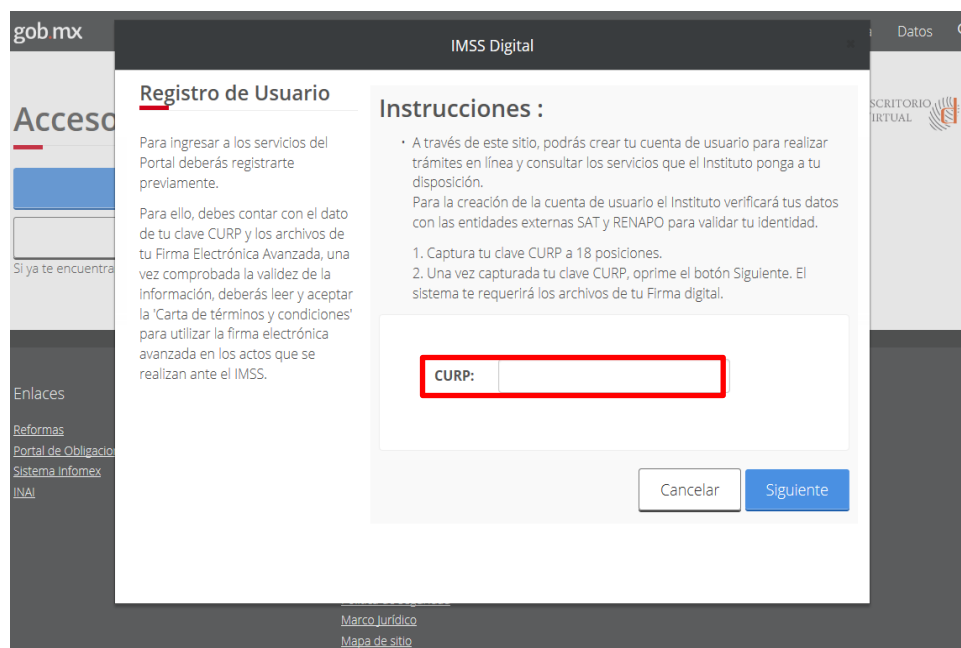 gob.mx
Datos
IMSS Digital
Acceso
SCRITORIO
IRTUAL
Registro de Usuario
Para ingresar a los servicios del
Portal deberás registrarte
previamente.
Para ello, debes contar con el dato
de tu clave CURP y los archivos de
tu Firma Electrónica Avanzada, una
vez comprobada la validez de la
información, deberás leer y aceptar
la 'Carta de términos y condiciones'
para utilizar la firma electrónica
avanzada en los actos que se
realizan ante el IMSS.
Instrucciones :
• A través de este sitio, podrás crear tu cuenta de usuario para realizar
trámites en línea y consultar los servicios que el Instituto ponga a tu
disposición.
Para la creación de la cuenta de usuario el Instituto verificará tus datos
con las entidades externas SAT y RENAPO para validar tu identidad.
1. Captura tu clave CURP a 18 posiciones.
2. Una vez capturada tu clave CURP, oprime el botón Siguiente. El
sistema te requerirá los archivos de tu Firma digital.
CURP:
Cancelar
Siguiente
Si ya te encuentra
Enlaces
Reformas
Portal de Obligacion
Sistema Infomex
INAI
Marco Jurídico
Mapa de sitio